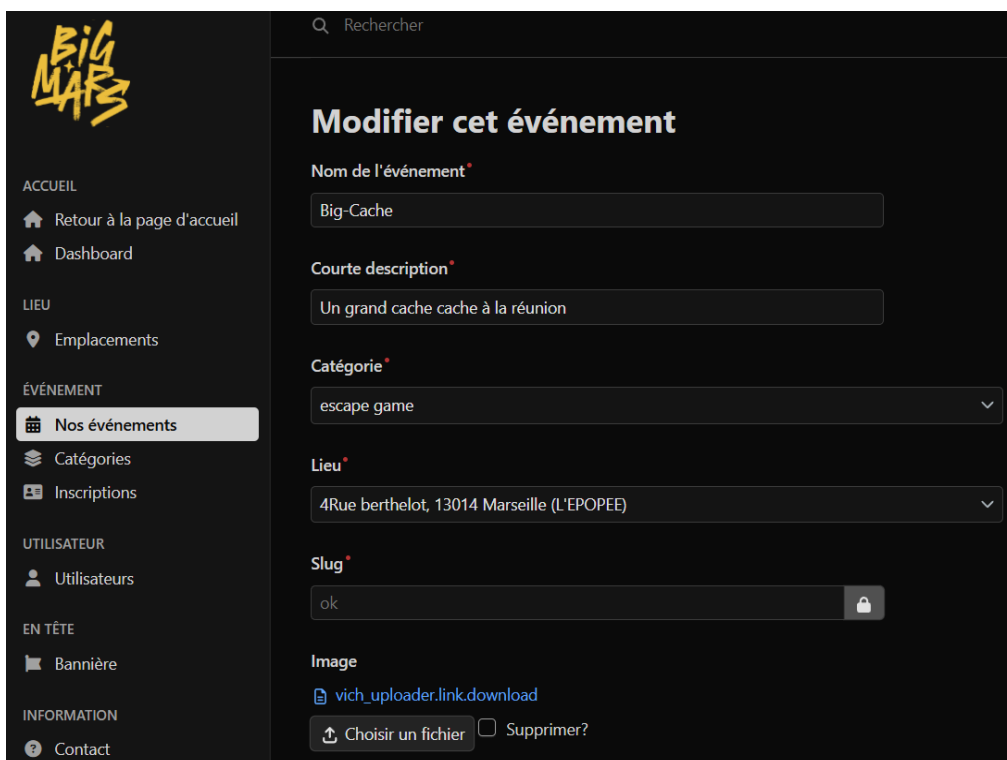 BIG
MARS
ACCUEIL
Retour à la page d'accueil
Dashboard
LIEU
Emplacements
ÉVÉNEMENT
Nos événements
Catégories
Inscriptions
UTILISATEUR
Utilisateurs
EN TÊTE
Bannière
INFORMATION
Contact
Rechercher
Modifier cet événement
Nom de l'événement*
Big-Cache
Courte description*
Un grand cache cache à la réunion
Catégorie*
escape game
Lieu*
4Rue berthelot, 13014 Marseille (L'EPOPEE)
Slug*
ok
Image
vich_uploader.link.download
Choisir un fichier
Supprimer?